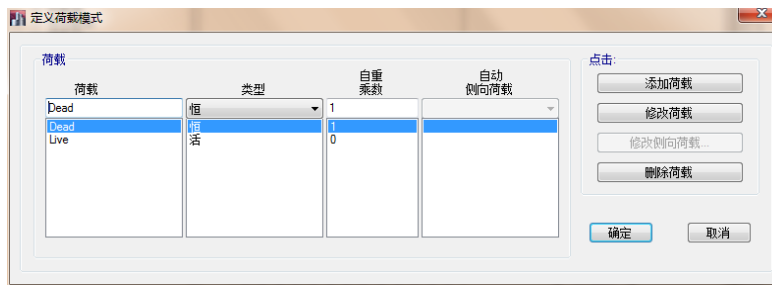 定义荷载模式
荷载
点击:
荷载 类型 自重乘数 自动侧向荷载
Dead 恒 1
Dead 恒 1
Live 活 0
添加荷载
修改荷载
修改侧向荷载...
删除荷载
确定 取消